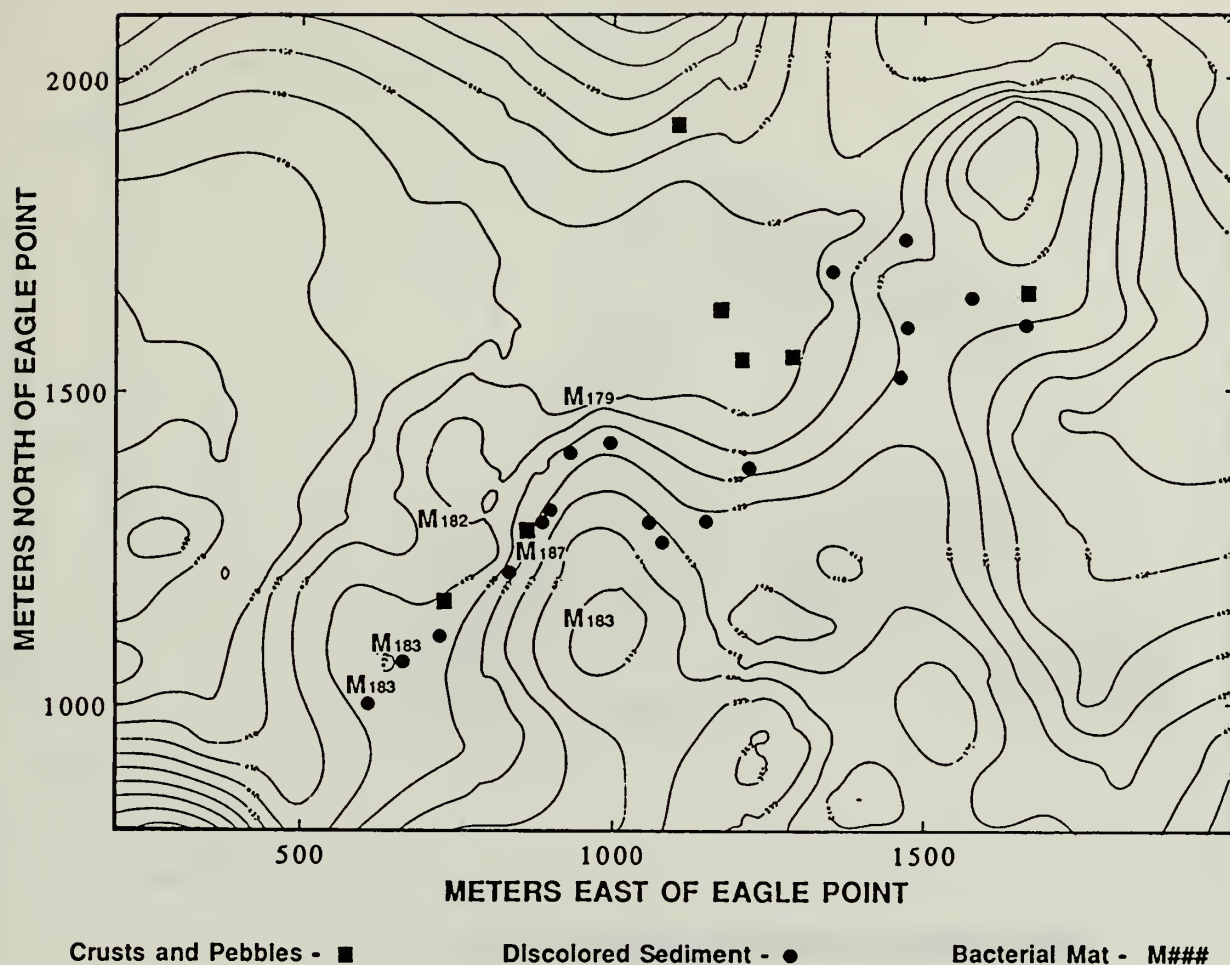 METERS NORTH OF EAGLE POINT
2000
1500
1000
M179
M182
M187
M183
M183
M183
500 1000 1500
METERS EAST OF EAGLE POINT
Crusts and Pebbles - ■ Discolored Sediment - ● Bacterial Mat - M###